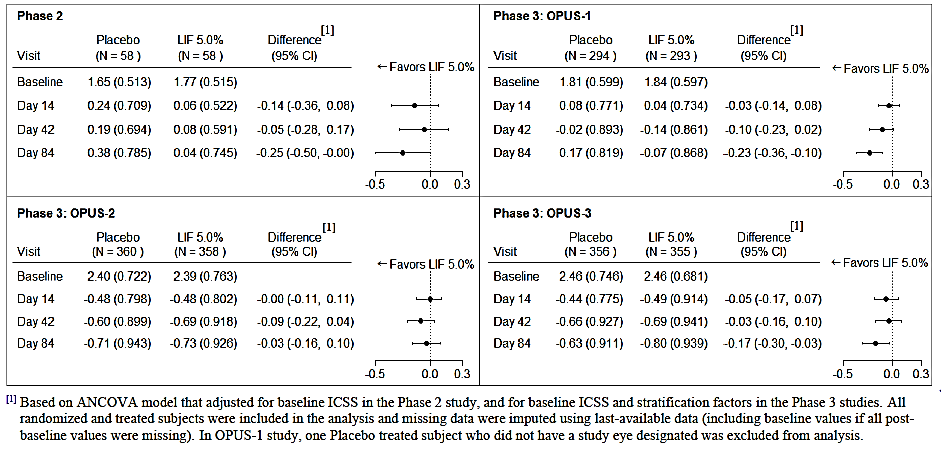 Phase 2
Placebo LIF 5.0% Difference[1]
(N = 58) (N = 58) (95% CI)
Visit
← Favors LIF 5.0%
Baseline 1.65 (0.513) 1.77 (0.515)
Day 14 0.24 (0.709) 0.06 (0.522) -0.14 (-0.36, 0.08)
Day 42 0.19 (0.694) 0.08 (0.591) -0.05 (-0.28, 0.17)
Day 84 0.38 (0.785) 0.04 (0.745) -0.25 (-0.50, -0.00)
-0.5 0.0 0.3
Phase 3: OPUS-1
Placebo LIF 5.0% Difference[1]
(N = 294) (N = 293) (95% CI)
Visit
← Favors LIF 5.0%
Baseline 1.81 (0.599) 1.84 (0.597)
Day 14 0.08 (0.771) 0.04 (0.734) -0.03 (-0.14, 0.08)
Day 42 -0.02 (0.893) -0.14 (0.861) -0.10 (-0.23, 0.02)
Day 84 0.17 (0.819) -0.07 (0.868) -0.23 (-0.36, -0.10)
-0.5 0.0 0.3
Phase 3: OPUS-2
Placebo LIF 5.0% Difference[1]
(N = 360 ) (N = 358) (95% CI)
Visit
← Favors LIF 5.0%
Baseline 2.40 (0.722) 2.39 (0.763)
Day 14 -0.48 (0.798) -0.48 (0.802) -0.00 (-0.11, 0.11)
Day 42 -0.60 (0.899) -0.69 (0.918) -0.09 (-0.22, 0.04)
Day 84 -0.71 (0.943) -0.73 (0.926) -0.03 (-0.16, 0.10)
-0.5 0.0 0.3
Phase 3: OPUS-3
Placebo LIF 5.0% Difference[1]
(N = 356 ) (N = 355) (95% CI)
Visit
← Favors LIF 5.0%
Baseline 2.46 (0.746) 2.46 (0.681)
Day 14 -0.44 (0.775) -0.49 (0.914) -0.05 (-0.17, 0.07)
Day 42 -0.66 (0.927) -0.69 (0.941) -0.03 (-0.16, 0.10)
Day 84 -0.63 (0.911) -0.80 (0.939) -0.17 (-0.30, -0.03)
-0.5 0.0 0.3
[1] Based on ANCOVA model that adjusted for baseline ICSS in the Phase 2 study, and for baseline ICSS and stratification factors in the Phase 3 studies. All
randomized and treated subjects were included in the analysis and missing data were imputed using last-available data (including baseline values if all post-
baseline values were missing). In OPUS-1 study, one Placebo treated subject who did not have a study eye designated was excluded from analysis.